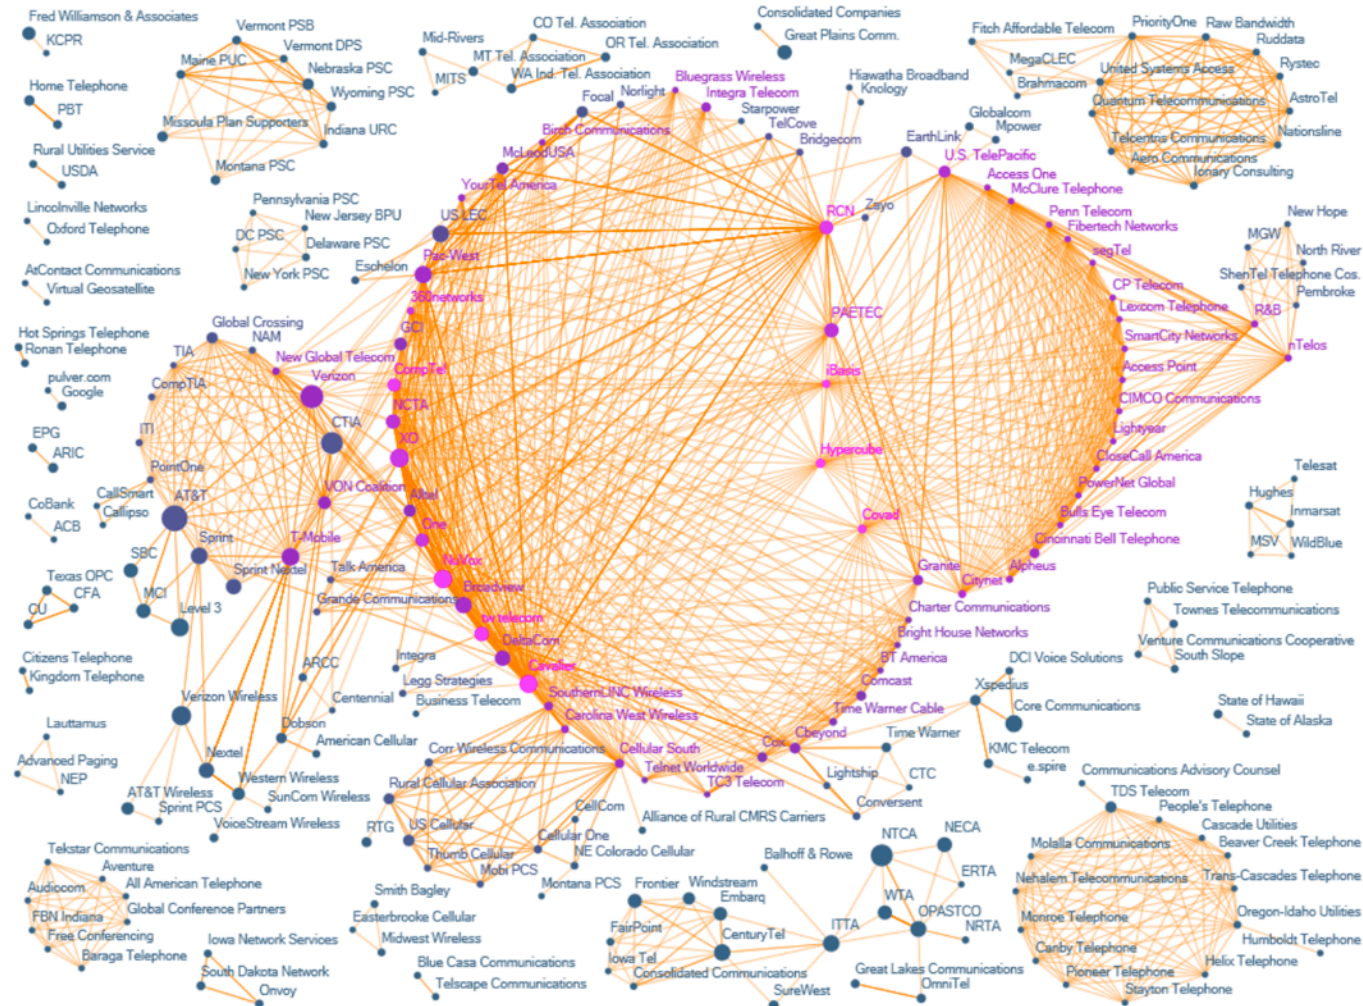 Fred Williamson & Associates
KCPR
Home Telephone
PBT
Rural Utilities Service
USDA
Lincolnville Networks
Oxford Telephone
AtContact Communications
Virtual Geosatellite
Hot Springs Telephone
Ronan Telephone
pulver.com
Google
EPG
ARIC
CoBank
ACB
Texas OPC
CFA
CU
Citizens Telephone
Kingdom Telephone
Lauttamus
Advanced Paging
NEP
Vermont PSB
Vermont DPS
Maine PUC
Nebraska PSC
Wyoming PSC
Missoula Plan Supporters
Indiana URC
Montana PSC
Pennsylvania PSC
New Jersey BPU
DC PSC
Delaware PSC
New York PSC
Mid-Rivers
MITS
CO Tel. Association
MT Tel. Association
OR Tel. Association
WA Ind. Tel. Association
Consolidated Companies
Great Plains Comm.
Hiawatha Broadband
Knology
Globalcom
Mpower
EarthLink
Fitch Affordable Telecom
MegaCLEC
Brahmacom
PriorityOne
Raw Bandwidth
Ruddata
United Systems Access
Rystec
Quantum Telecommunications
AstroTel
Telcentris Communications
Nationsline
Aero Communications
Ionary Consulting
New Hope
MGW
North River
ShenTel Telephone Cos.
Pembroke
R&B
nTelos
Bluegrass Wireless
Integra Telecom
Norlight
Focal
Starpower
TelCove
Bridgecom
Birch Communications
McLeodUSA
YourTel America
US LEC
Pac-West
Eschelon
360networks
GCI
CompTel
NCTA
XO
Alltel
One
NuVox
Broadview
tw telecom
DeltaCom
Cavalier
SouthernLINC Wireless
Carolina West Wireless
Cellular South
Telnet Worldwide
TC3 Telecom
Cox
Cbeyond
Time Warner Cable
Comcast
BT America
Bright House Networks
Charter Communications
Granite
Citynet
Alpheus
Cincinnati Bell Telephone
Bulls Eye Telecom
PowerNet Global
CloseCall America
Lightyear
CIMCO Communications
Access Point
SmartCity Networks
Lexcom Telephone
CP Telecom
segTel
Fibertech Networks
Penn Telecom
McClure Telephone
Access One
U.S. TelePacific
Zayo
RCN
PAETEC
iBasis
Hypercube
Covad
Global Crossing
NAM
TIA
New Global Telecom
CompTIA
Verizon
ITI
CTIA
PointOne
VON Coalition
AT&T
CallSmart
Callipso
Sprint
T-Mobile
SBC
Sprint Nextel
MCI
Level 3
Talk America
Grande Communications
Integra
Legg Strategies
Business Telecom
ARCC
Centennial
Verizon Wireless
Dobson
American Cellular
Nextel
Western Wireless
AT&T Wireless
Sprint PCS
SunCom Wireless
VoiceStream Wireless
Corr Wireless Communications
Rural Cellular Association
RTG
US Cellular
Thumb Cellular
Mobi PCS
CellCom
Cellular One
NE Colorado Cellular
Montana PCS
Alliance of Rural CMRS Carriers
Time Warner
Lightship
CTC
Conversent
DCI Voice Solutions
Xspedius
Core Communications
KMC Telecom
e.spire
Telesat
Hughes
Inmarsat
MSV
WildBlue
Public Service Telephone
Townes Telecommunications
Venture Communications Cooperative
South Slope
State of Hawaii
State of Alaska
Communications Advisory Counsel
TDS Telecom
People's Telephone
Cascade Utilities
Molalla Communications
Beaver Creek Telephone
Nehalem Telecommunications
Trans-Cascades Telephone
Monroe Telephone
Oregon-Idaho Utilities
Canby Telephone
Humboldt Telephone
Pioneer Telephone
Helix Telephone
Stayton Telephone
Tekstar Communications
Aventure
Audiocom
All American Telephone
FBN Indiana
Global Conference Partners
Free Conferencing
Baraga Telephone
Iowa Network Services
South Dakota Network
Onvoy
Smith Bagley
Easterbrooke Cellular
Midwest Wireless
Blue Casa Communications
Telscape Communications
Frontier
Windstream
Embarq
FairPoint
CenturyTel
Iowa Tel
Consolidated Communications
Balhoff & Rowe
NTCA
NECA
ERTA
WTA
OPASTCO
ITTA
NRTA
Great Lakes Communications
OmniTel
SureWest